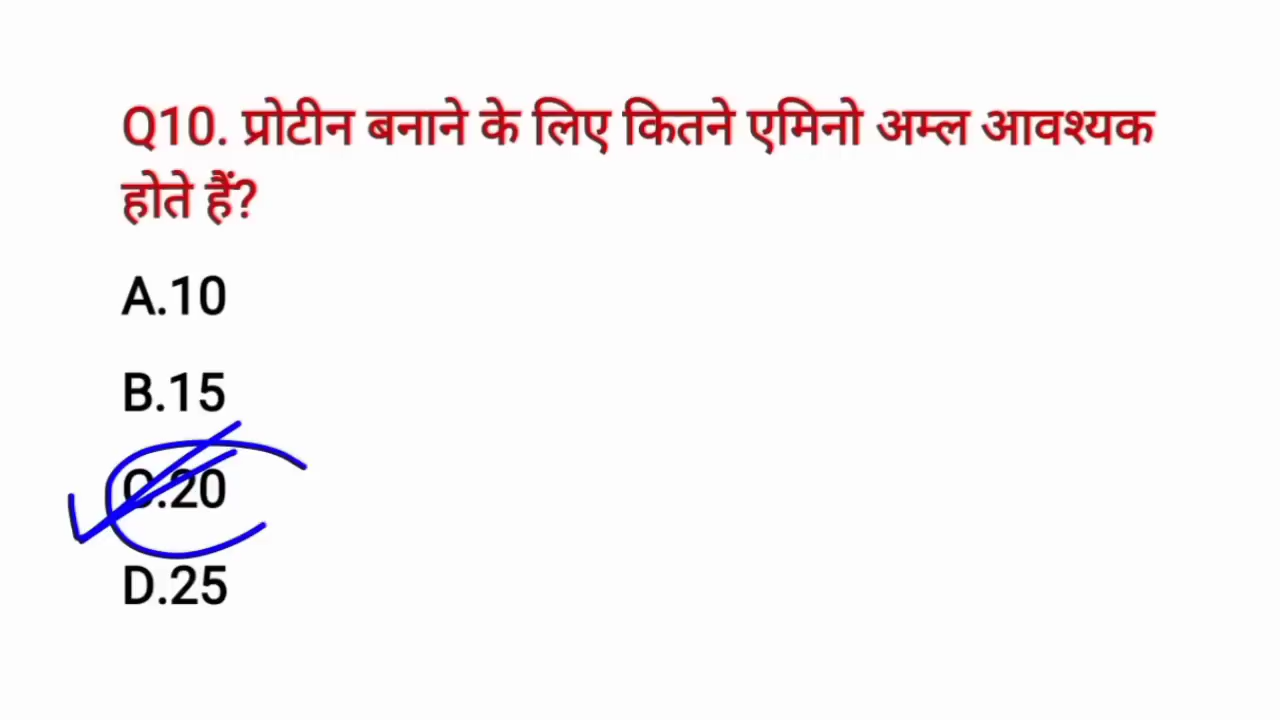 Q10. प्रोटीन बनाने के लिए कितने एमिनो अम्ल आवश्यक
होते हैं?
A.10
B.15
C.20
D.25